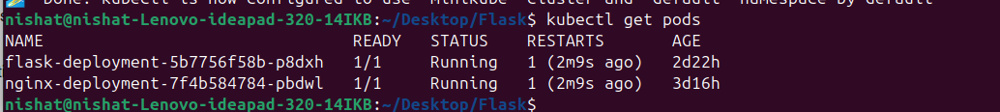 Done! kubectl is now configured to use "minikube" cluster and "default" namespace by default
nishat@nishat-Lenovo-ideapad-320-14IKB:~/Desktop/Flask$ kubectl get pods
NAME READY STATUS RESTARTS AGE
flask-deployment-5b7756f58b-p8dxh 1/1 Running 1 (2m9s ago) 2d22h
nginx-deployment-7f4b584784-pbdwl 1/1 Running 1 (2m9s ago) 3d16h
nishat@nishat-Lenovo-ideapad-320-14IKB:~/Desktop/Flask$